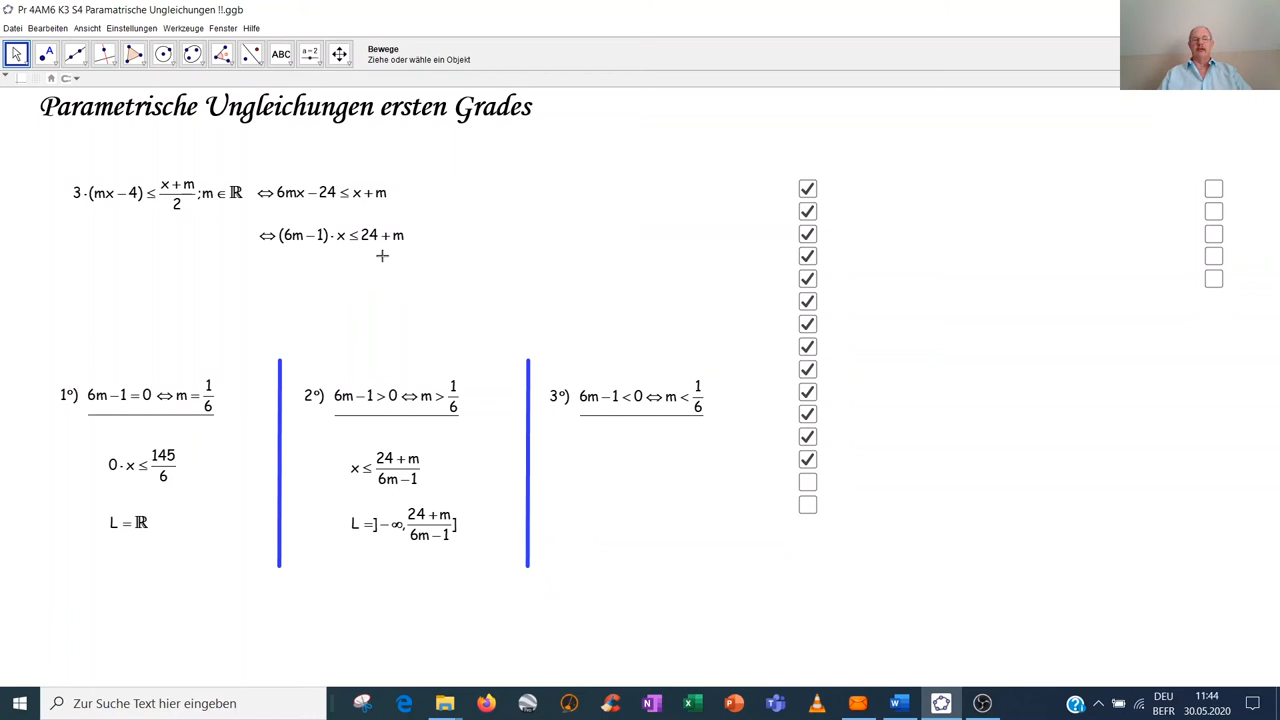 Pr 4AM6 K3 S4 Paramatrische Ungleichungen !!.ggb
Datei Bearbeiten Ansicht Einstellungen Werkzeuge Fenster Hilfe
A ABC a=2 Bewege
Ziehe oder wähle ein Objekt
Parametrische Ungleichungen ersten Grades
3·(mx−4) ≤ (x+m)/2 ; m ∈ ℝ ⇔ 6mx−24 ≤ x+m
⇔ (6m−1)·x ≤ 24+m
1°) 6m−1=0 ⇔ m = 1/6
0·x ≤ 145/6
L = ℝ
2°) 6m−1>0 ⇔ m > 1/6
x ≤ (24+m)/(6m−1)
L =]−∞, (24+m)/(6m−1)]
3°) 6m−1<0 ⇔ m < 1/6
Zur Suche Text hier eingeben
DEU 11:44
BEFR 30.05.2020